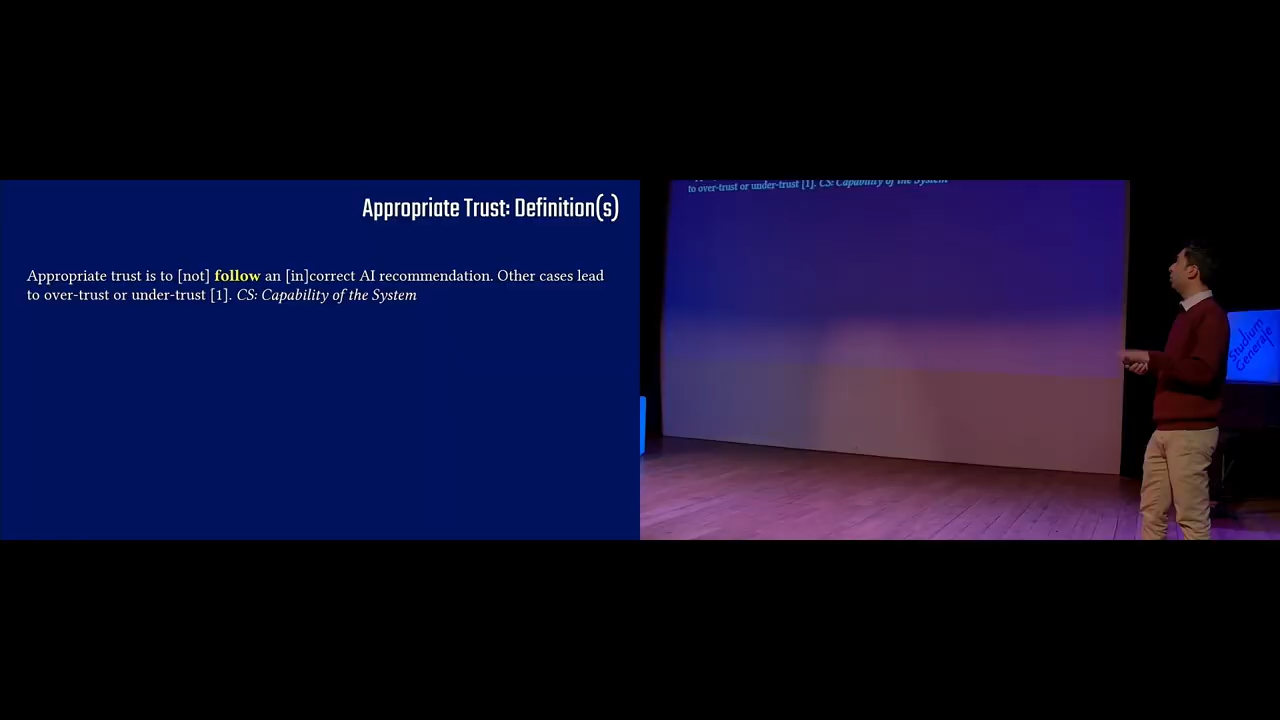 Appropriate Trust: Definition(s)
Appropriate trust is to [not] follow an [in]correct AI recommendation. Other cases lead
to over-trust or under-trust [1]. CS: Capability of the System
to over-trust or under-trust [1]. CS: Capability of the System
Studium
Generale